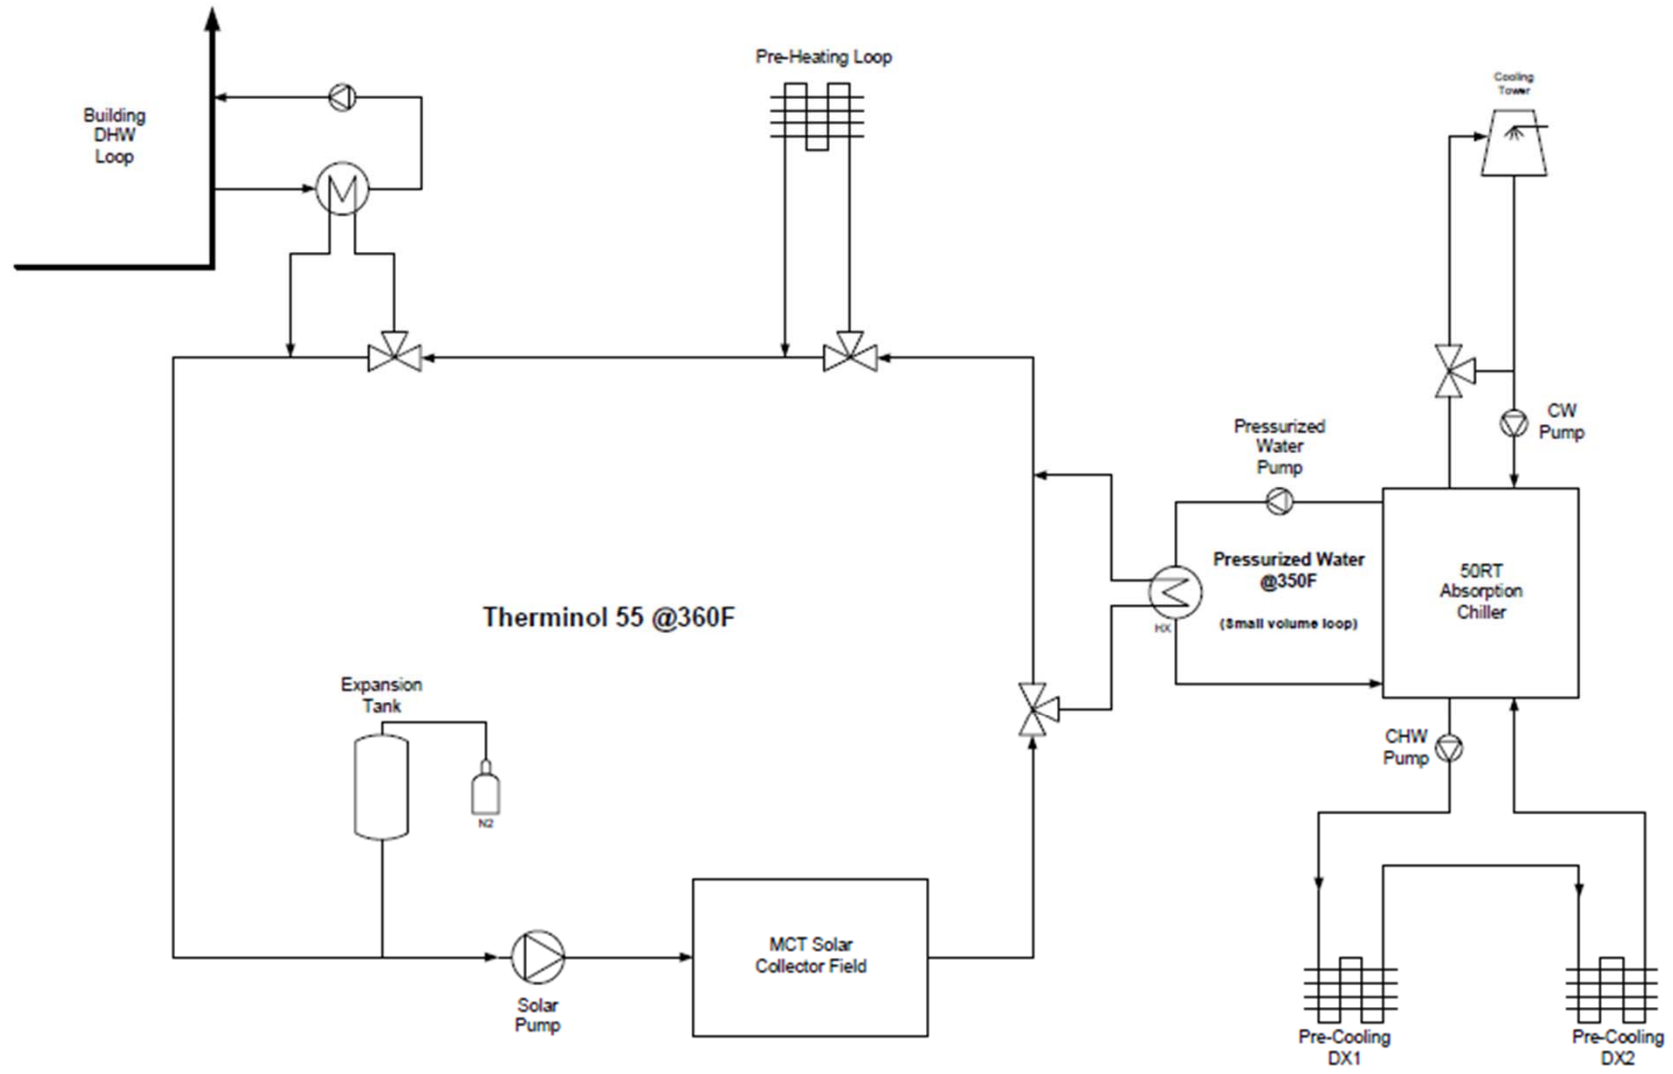 Pre-Heating Loop
Cooling
Tower
Building
DHW
Loop
CW
Pump
Pressurized
Water
Pump
Pressurized Water
@350F
(Small volume loop)
50RT
Absorption
Chiller
HX
Therminol 55 @360F
Expansion
Tank
N2
CHW
Pump
MCT Solar
Collector Field
Solar
Pump
Pre-Cooling
DX1
Pre-Cooling
DX2